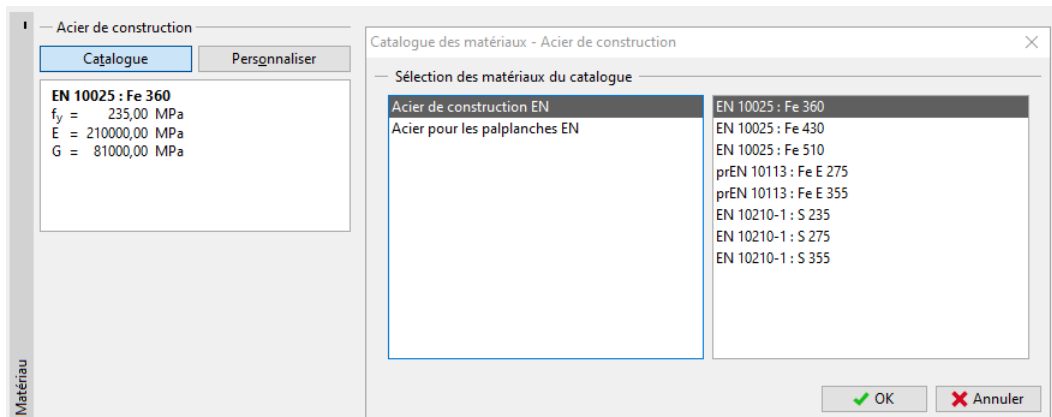 Acier de construction
Catalogue
Personnaliser
EN 10025 : Fe 360
fy = 235,00 MPa
E = 210000,00 MPa
G = 81000,00 MPa
Matériau
Catalogue des matériaux - Acier de construction
Sélection des matériaux du catalogue
Acier de construction EN
Acier pour les palplanches EN
EN 10025 : Fe 360
EN 10025 : Fe 430
EN 10025 : Fe 510
prEN 10113 : Fe E 275
prEN 10113 : Fe E 355
EN 10210-1 : S 235
EN 10210-1 : S 275
EN 10210-1 : S 355
OK
Annuler